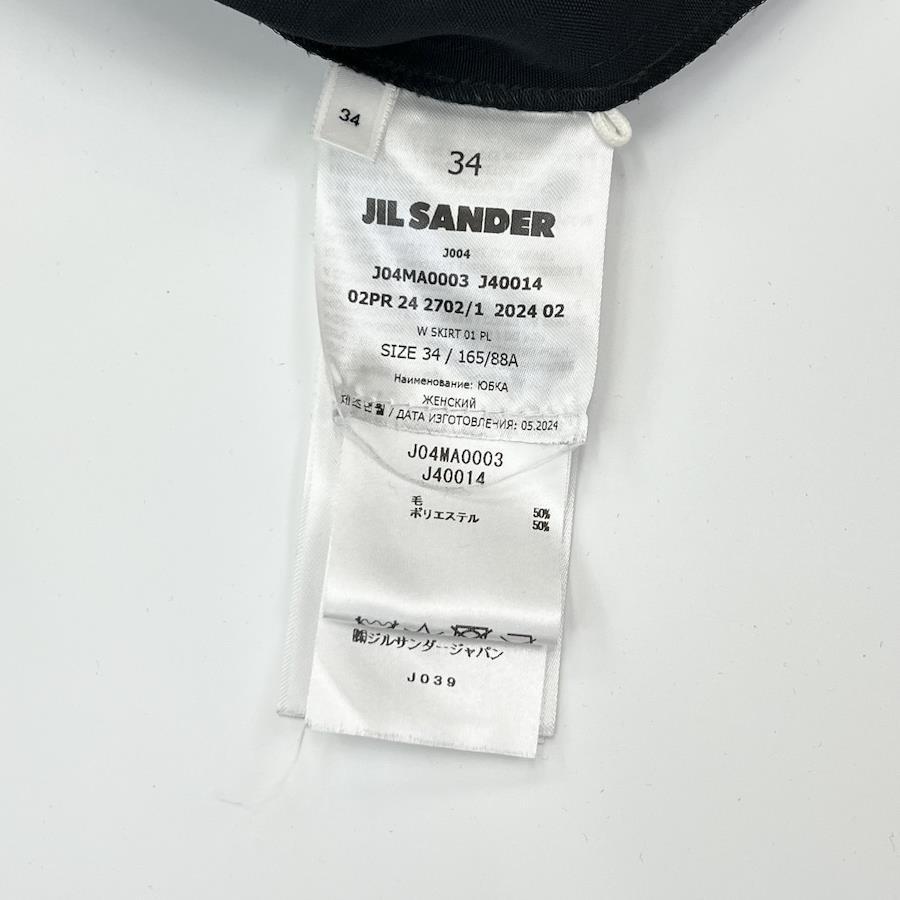 34
34
JIL SANDER
J004
J04MA0003 J40014
02PR 24 2702/1 2024 02
W SKIRT 01 PL
SIZE 34 / 165/88A
Наименование: ЮБКА
ЖЕНСКИЙ
제조년월 / ДАТА ИЗГОТОВЛЕНИЯ: 05.2024
J04MA0003
J40014
毛 50%
ポリエステル 50%
㈱ジルサンダージャパン
J039